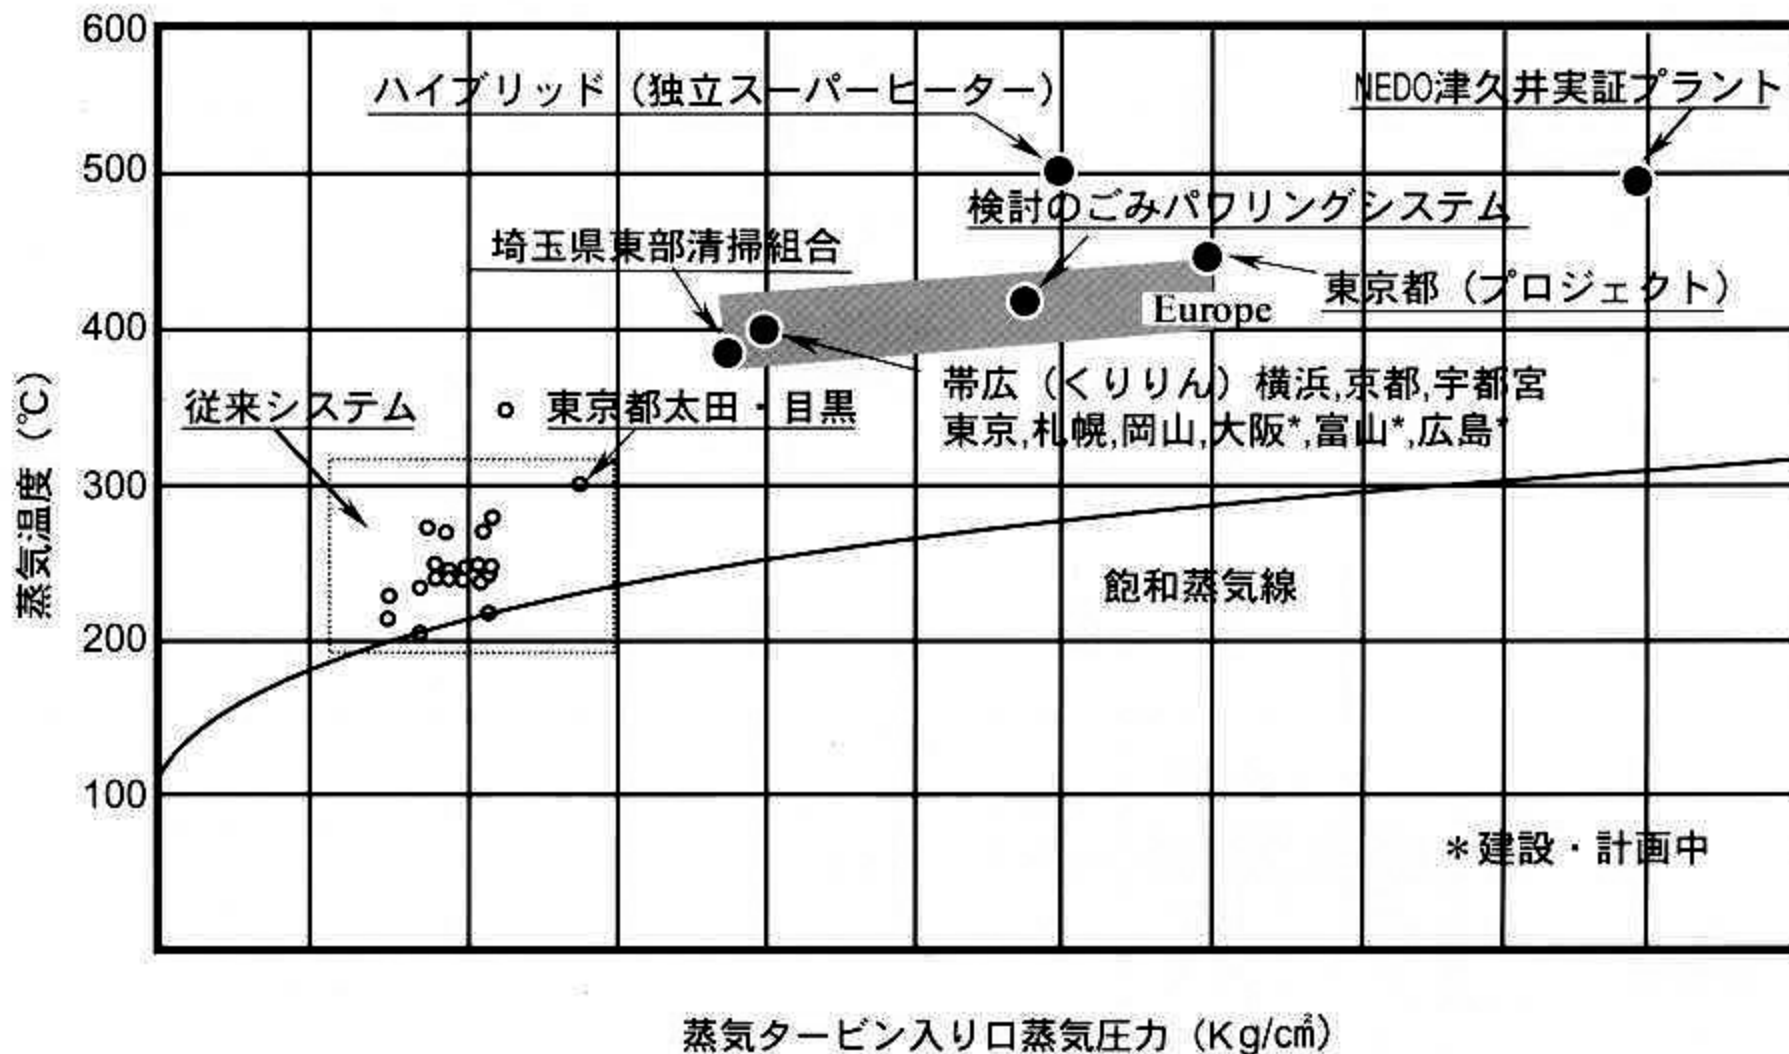 600
ハイブリッド（独立スーパーヒーター）
NEDO津久井実証プラント
500
検討のごみパワリングシステム
埼玉県東部清掃組合
東京都（プロジェクト）
Europe
400
帯広（くりりん）横浜,京都,宇都宮
東京,札幌,岡山,大阪*,富山*,広島*
従来システム
東京都太田・目黒
300
蒸気温度（℃）
飽和蒸気線
200
100
＊建設・計画中
蒸気タービン入り口蒸気圧力（Kg/c㎡）